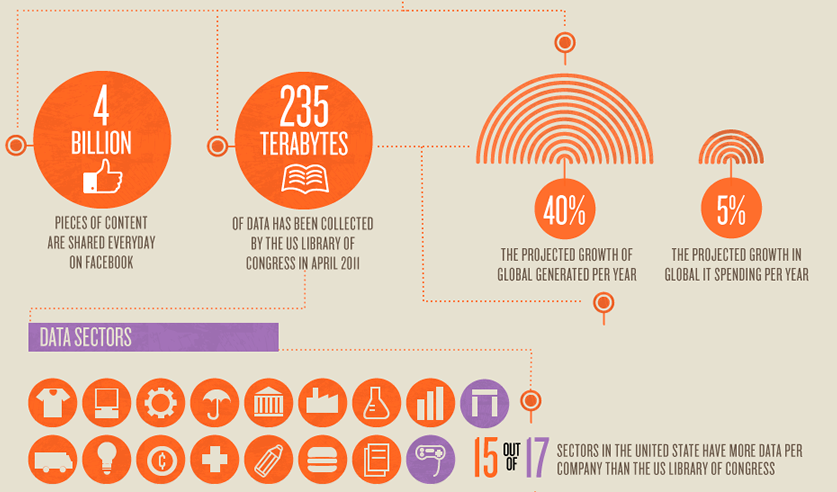 4
BILLION
PIECES OF CONTENT
ARE SHARED EVERYDAY
ON FACEBOOK
235
TERABYTES
OF DATA HAS BEEN COLLECTED
BY THE US LIBRARY OF
CONGRESS IN APRIL 2011
40%
THE PROJECTED GROWTH OF
GLOBAL GENERATED PER YEAR
5%
THE PROJECTED GROWTH IN
GLOBAL IT SPENDING PER YEAR
DATA SECTORS
15 OUT OF 17
SECTORS IN THE UNITED STATE HAVE MORE DATA PER
COMPANY THAN THE US LIBRARY OF CONGRESS